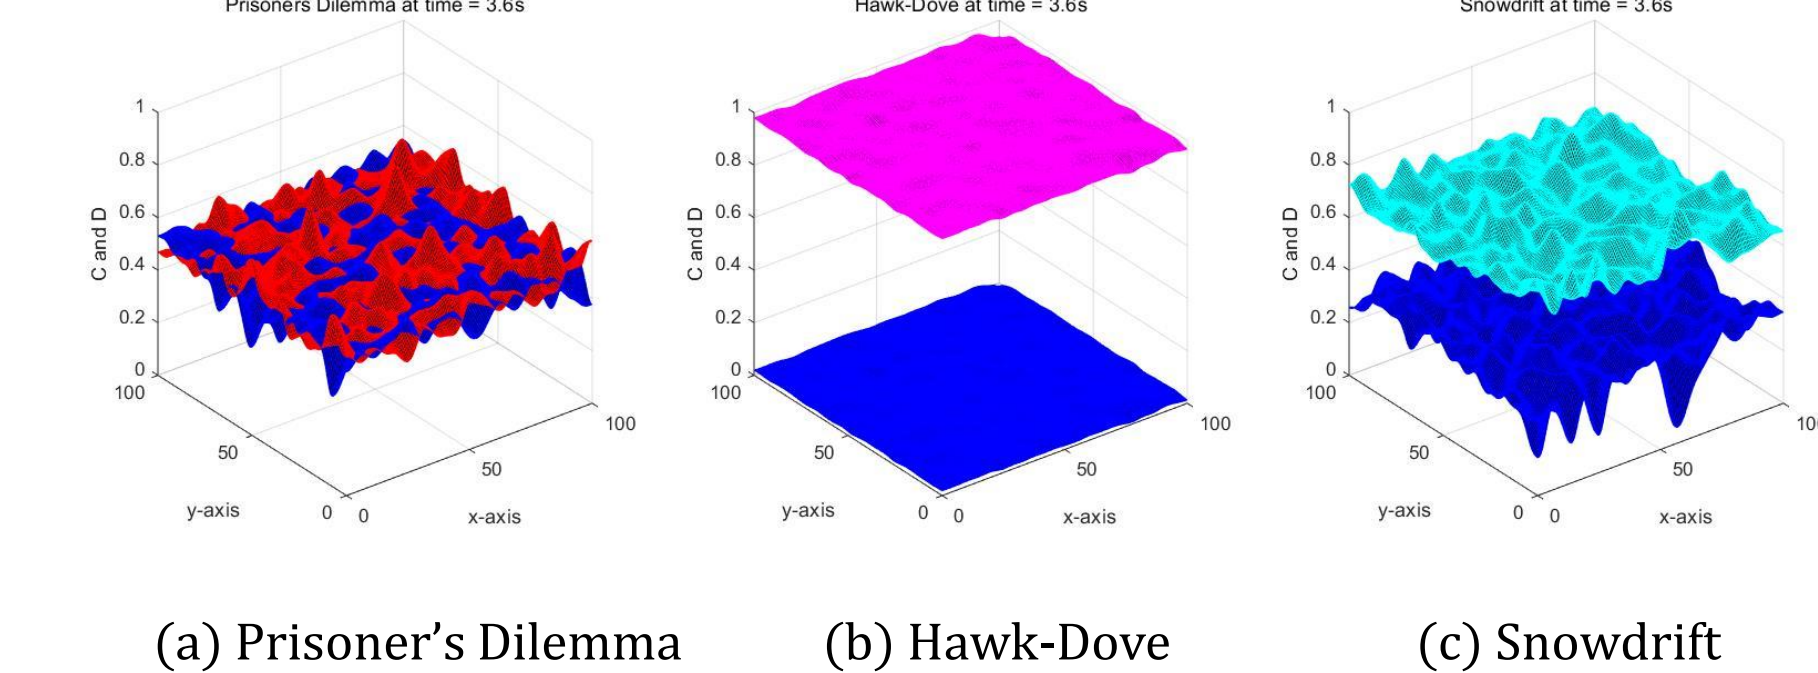 Prisoners Dilemma at time = 3.6s
1
0.8
0.6
0.4
0.2
0
C and D
100
50
0
y-axis
0
50
100
x-axis
Hawk-Dove at time = 3.6s
1
0.8
0.6
0.4
0.2
0
C and D
100
50
0
y-axis
0
50
100
x-axis
Snowdrift at time = 3.6s
1
0.8
0.6
0.4
0.2
0
C and D
100
50
0
y-axis
0
50
10
x-axis
(a) Prisoner’s Dilemma
(b) Hawk-Dove
(c) Snowdrift